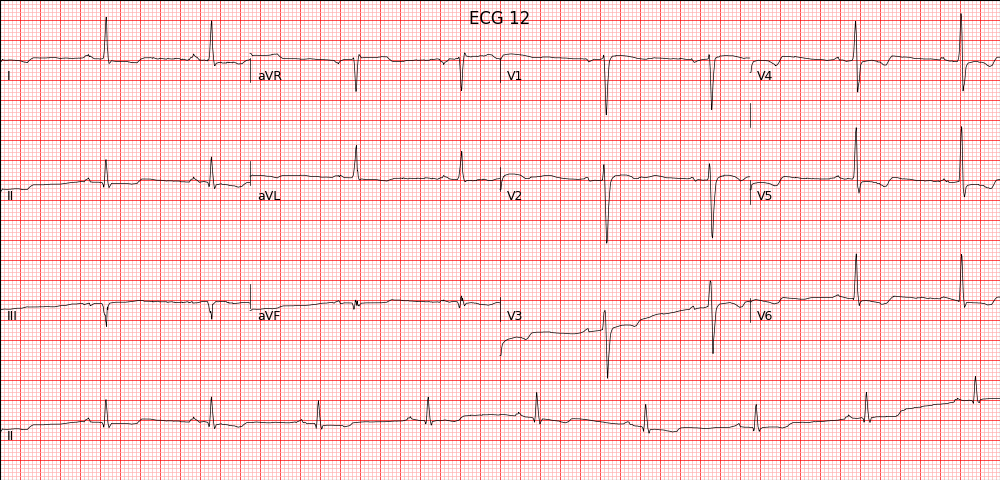 ECG 12
I aVR V1 V4
II aVL V2 V5
III aVF V3 V6
II